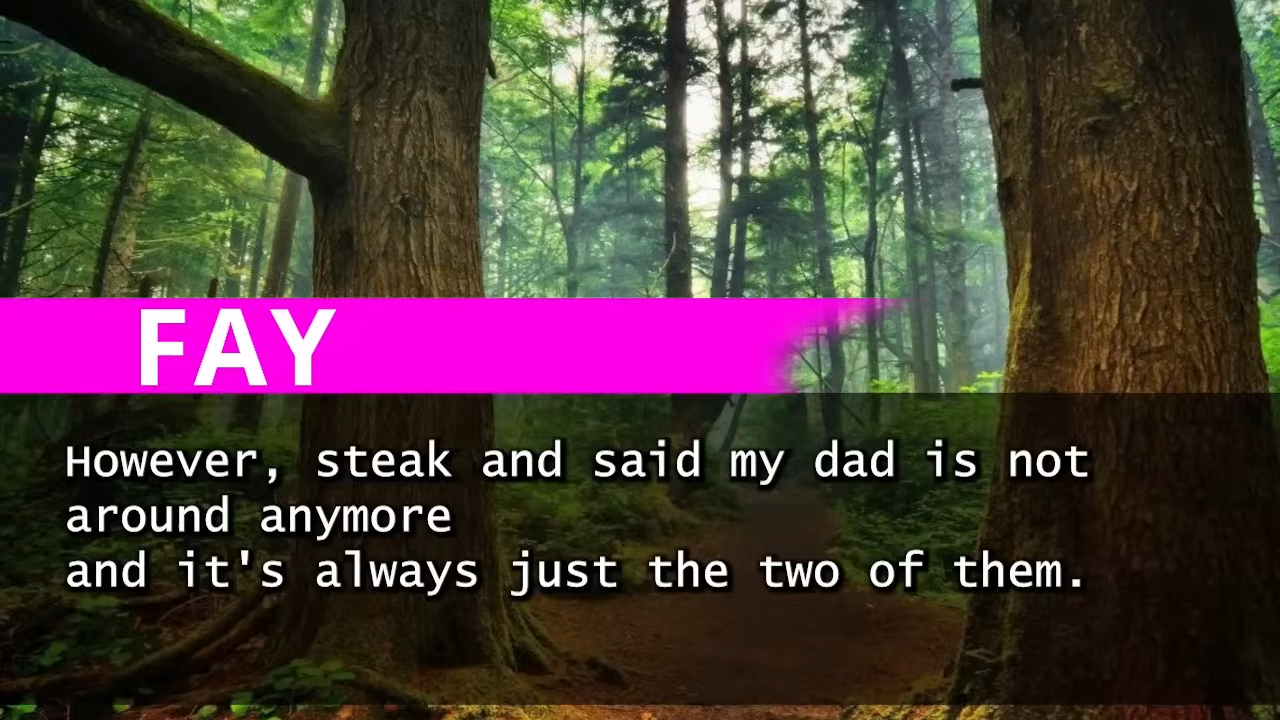 FAY
However, steak and said my dad is not
around anymore
and it's always just the two of them.